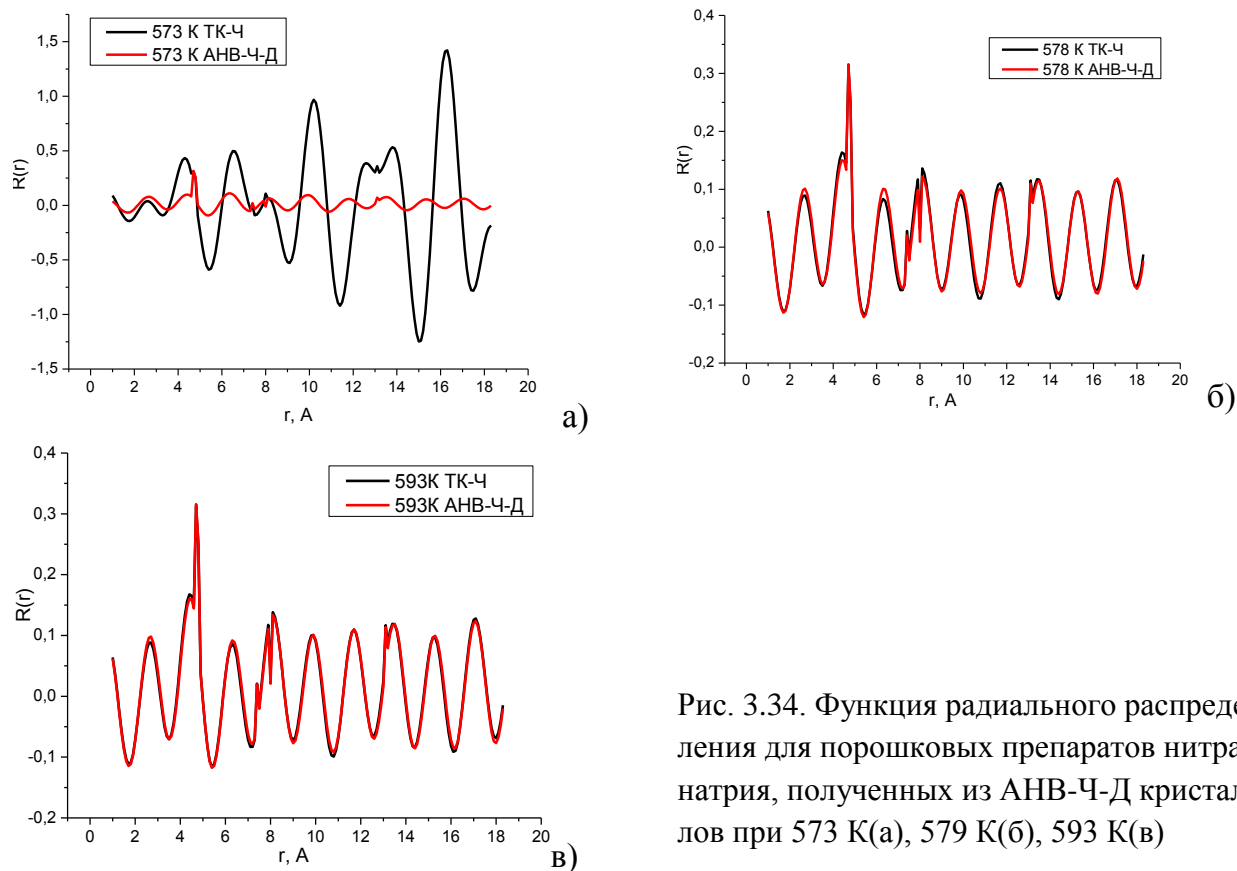 573 К ТК-Ч
573 К АНВ-Ч-Д
1,5
1,0
0,5
0,0
-0,5
-1,0
-1,5
R(r)
0 2 4 6 8 10 12 14 16 18 20
r, A
а)
578 К ТК-Ч
578 К АНВ-Ч-Д
0,4
0,3
0,2
0,1
0,0
-0,1
-0,2
R(r)
0 2 4 6 8 10 12 14 16 18 20
r, A
б)
593К ТК-Ч
593К АНВ-Ч-Д
0,4
0,3
0,2
0,1
0,0
-0,1
-0,2
R(r)
0 2 4 6 8 10 12 14 16 18 20
r, A
в)
Рис. 3.34. Функция радиального распреде
ления для порошковых препаратов нитра
натрия, полученных из АНВ-Ч-Д кристал
лов при 573 К(а), 579 К(б), 593 К(в)